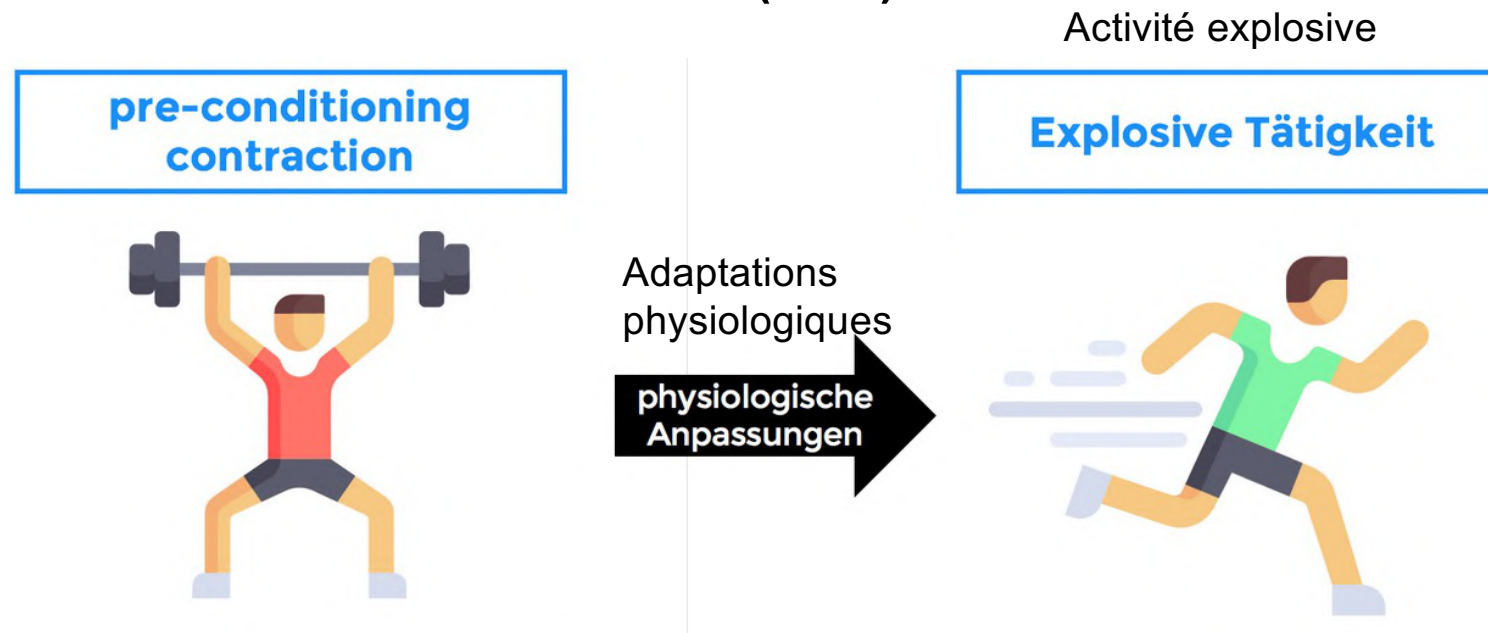 Activité explosive
pre-conditioning
contraction
Explosive Tätigkeit
Adaptations
physiologiques
physiologische
Anpassungen